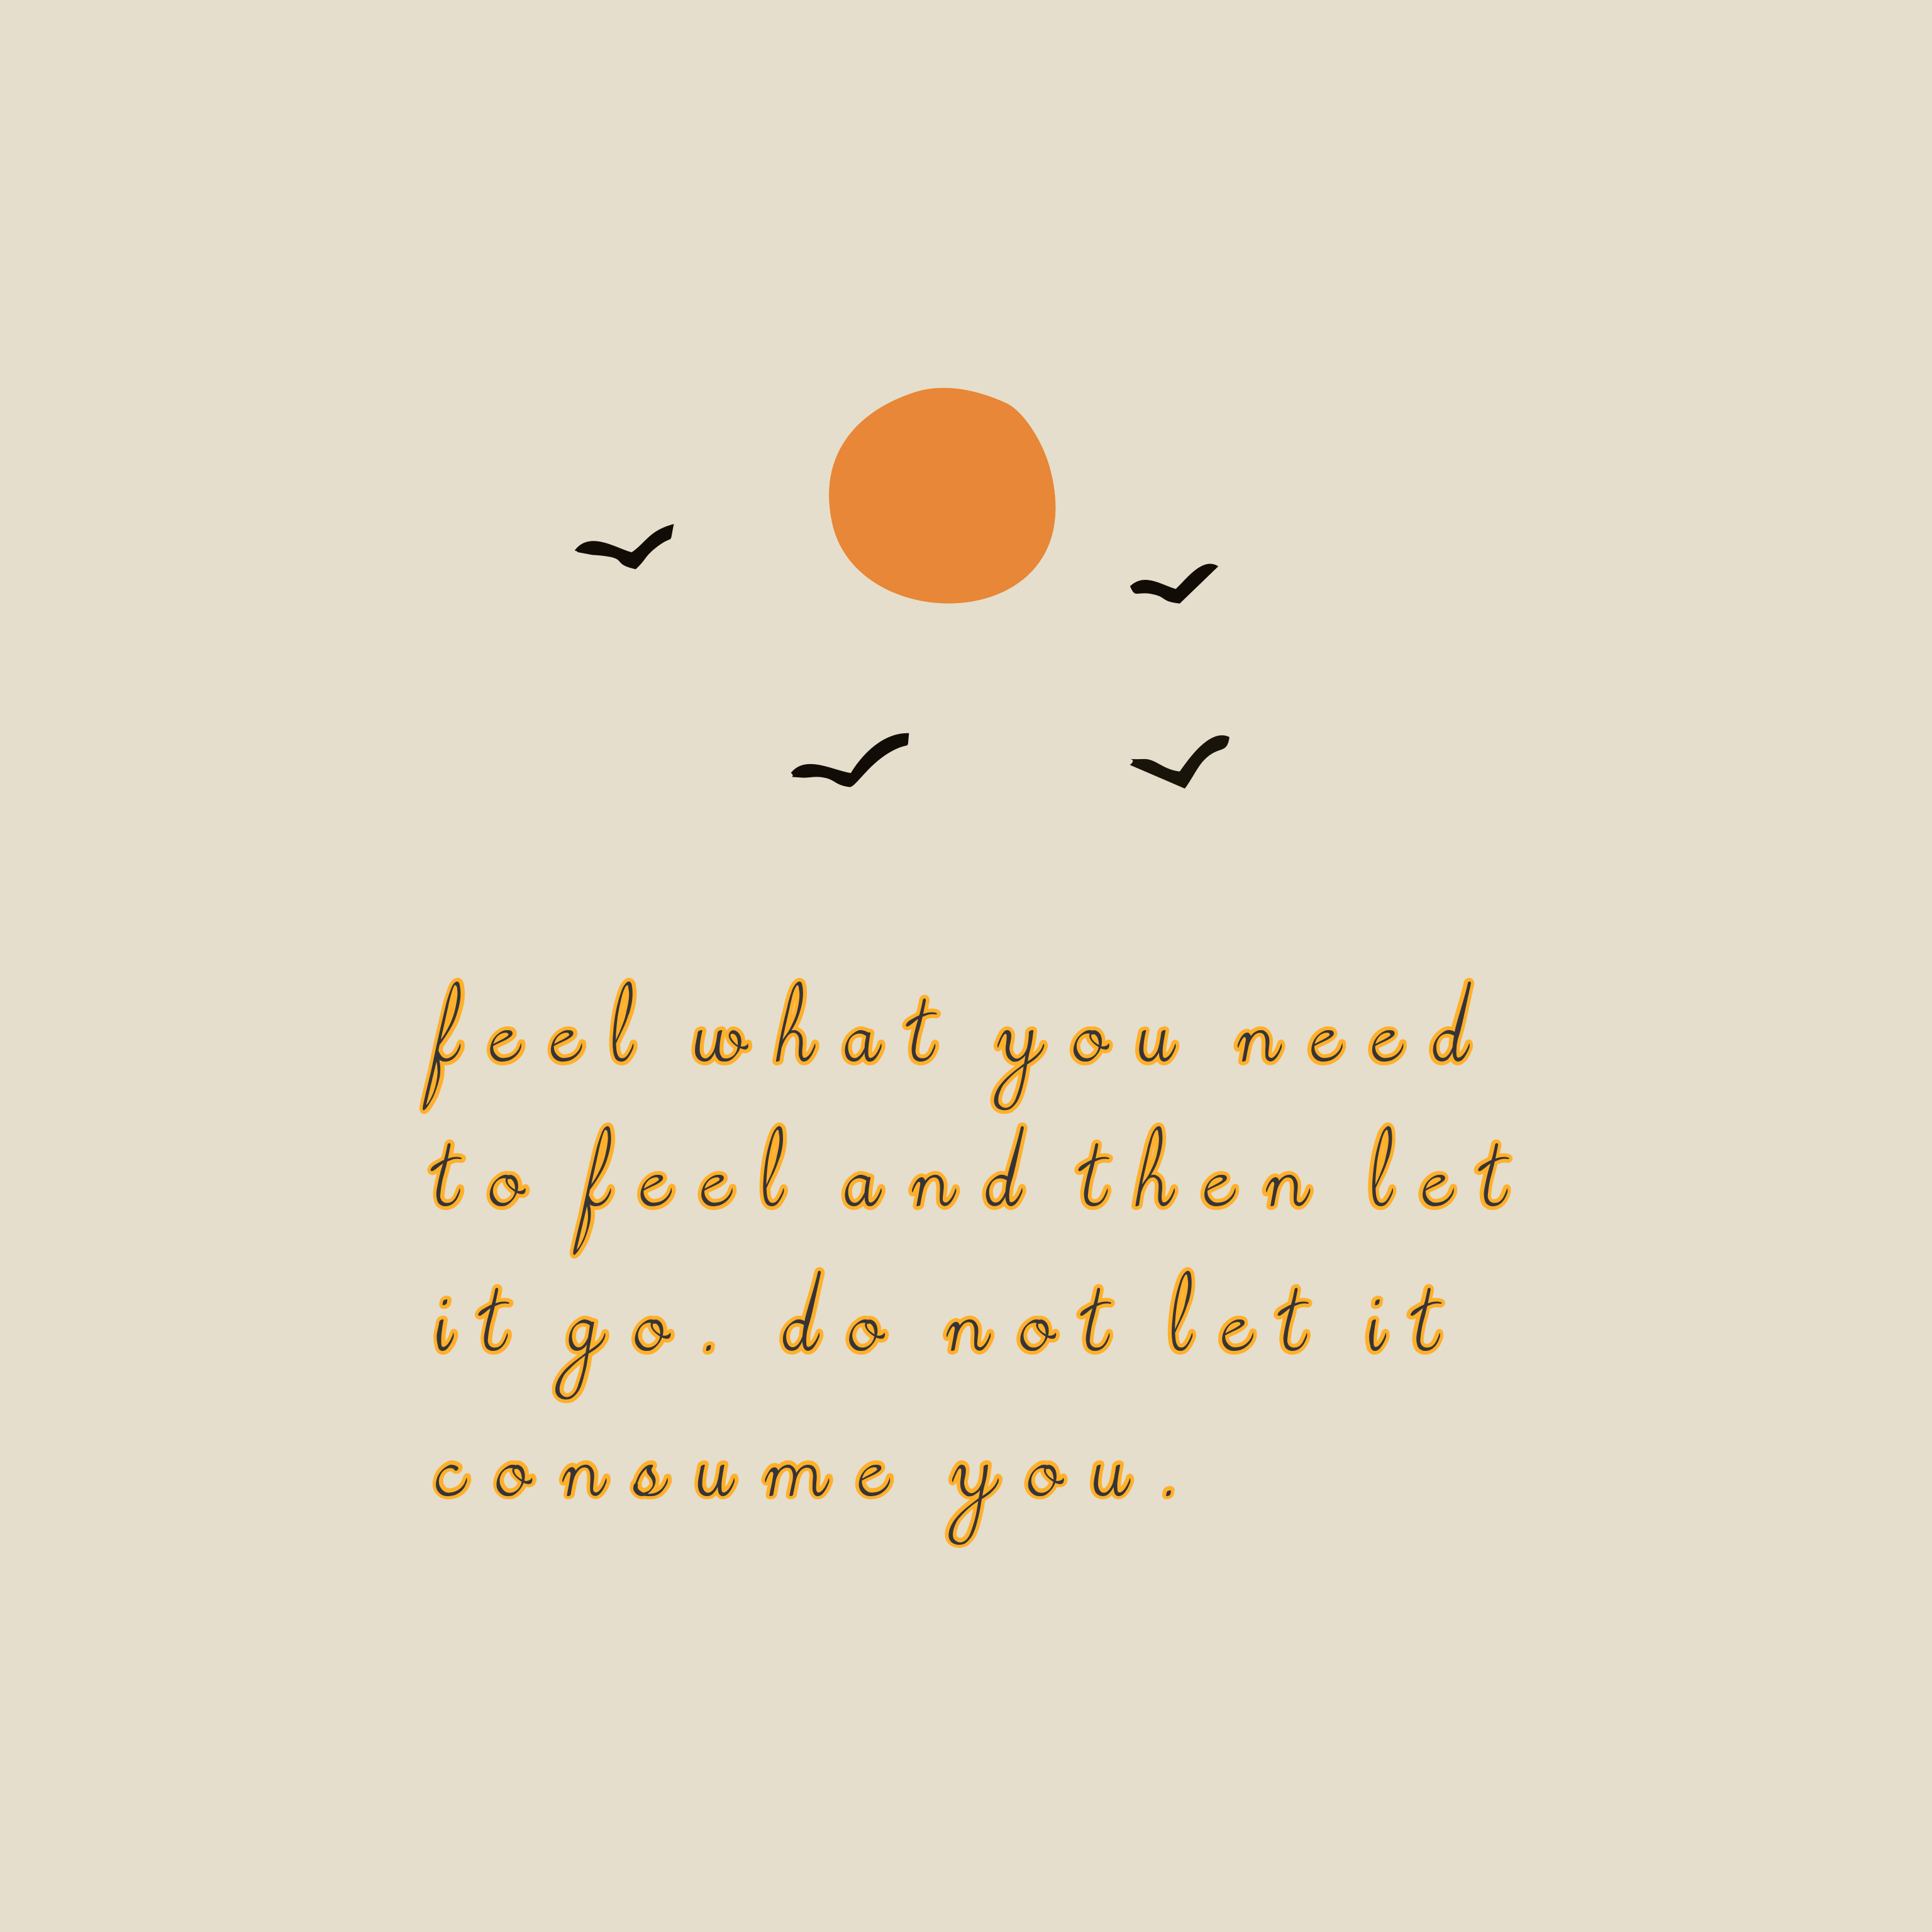 feel what you need
to feel and then let
it go. do not let it
consume you.